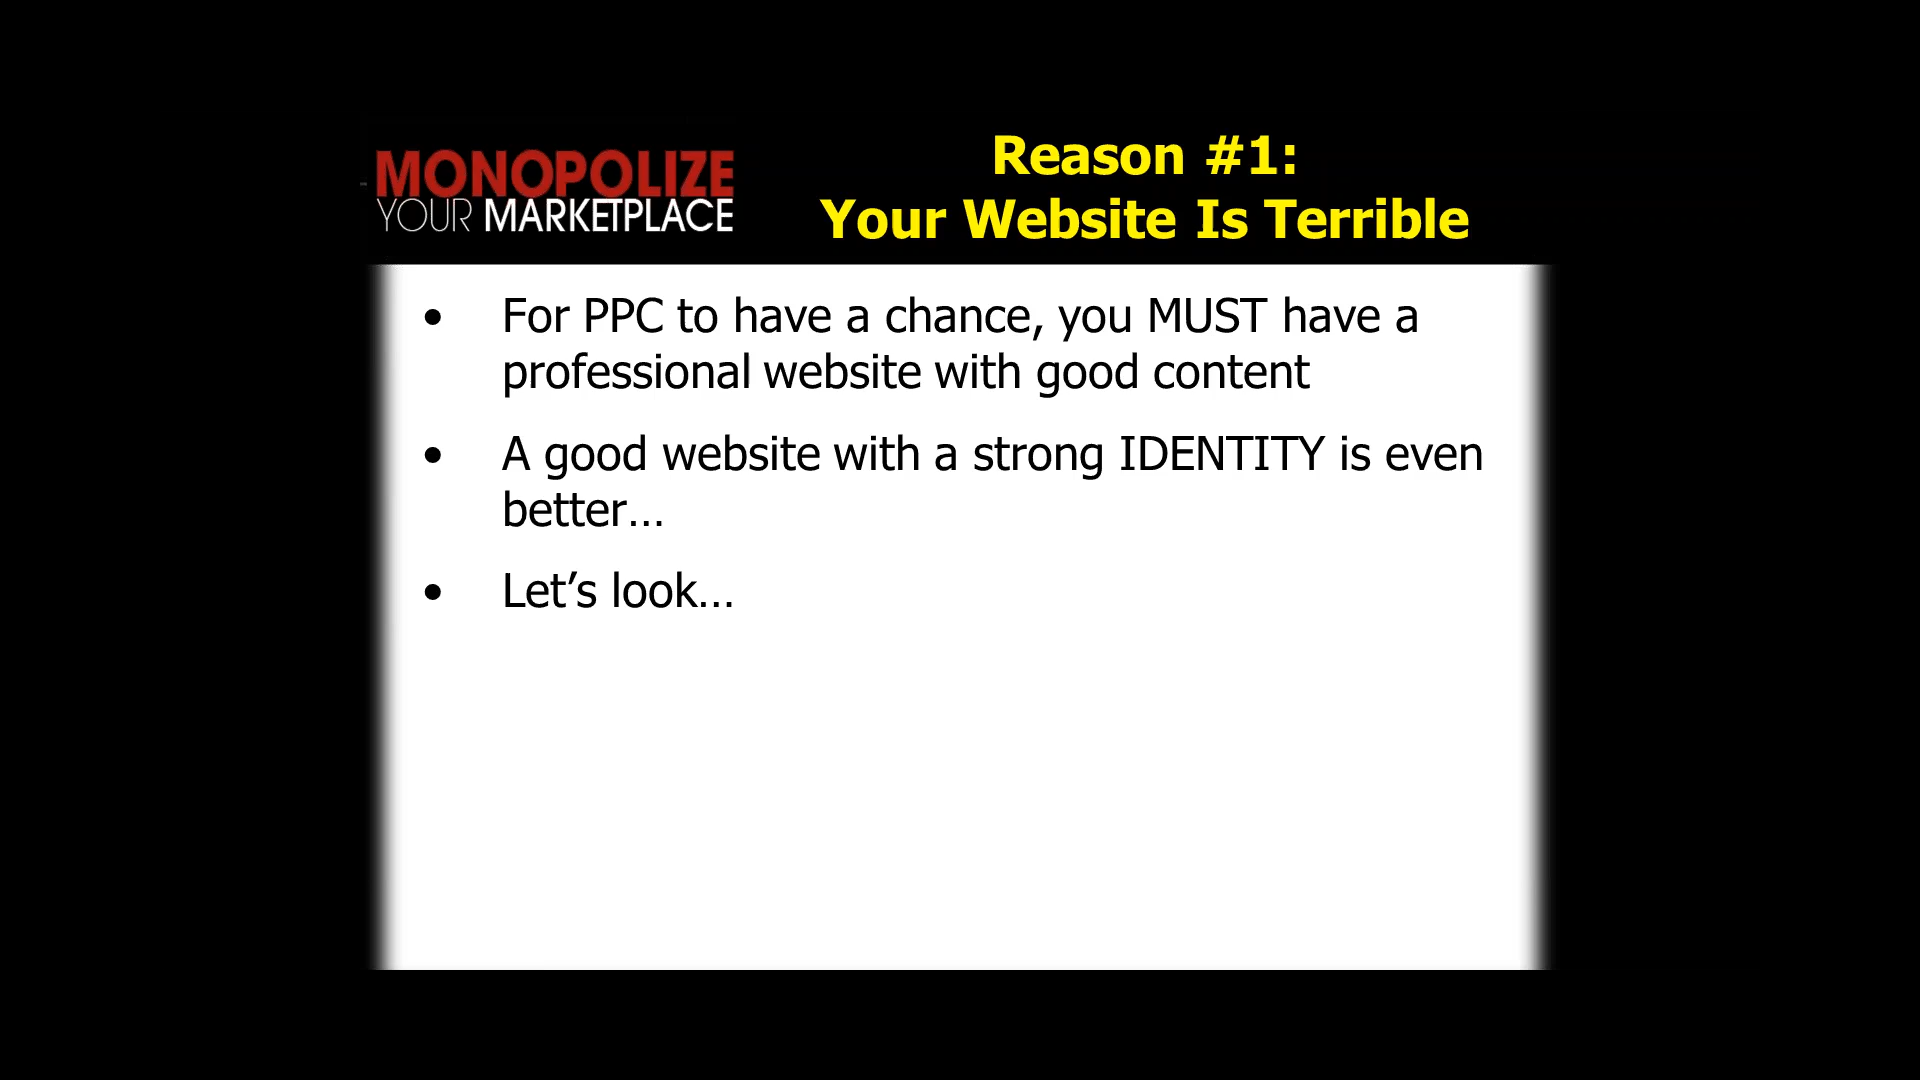 MONOPOLIZE
YOUR MARKETPLACE
Reason #1:
Your Website Is Terrible
• For PPC to have a chance, you MUST have a
professional website with good content
• A good website with a strong IDENTITY is even
better…
• Let’s look…